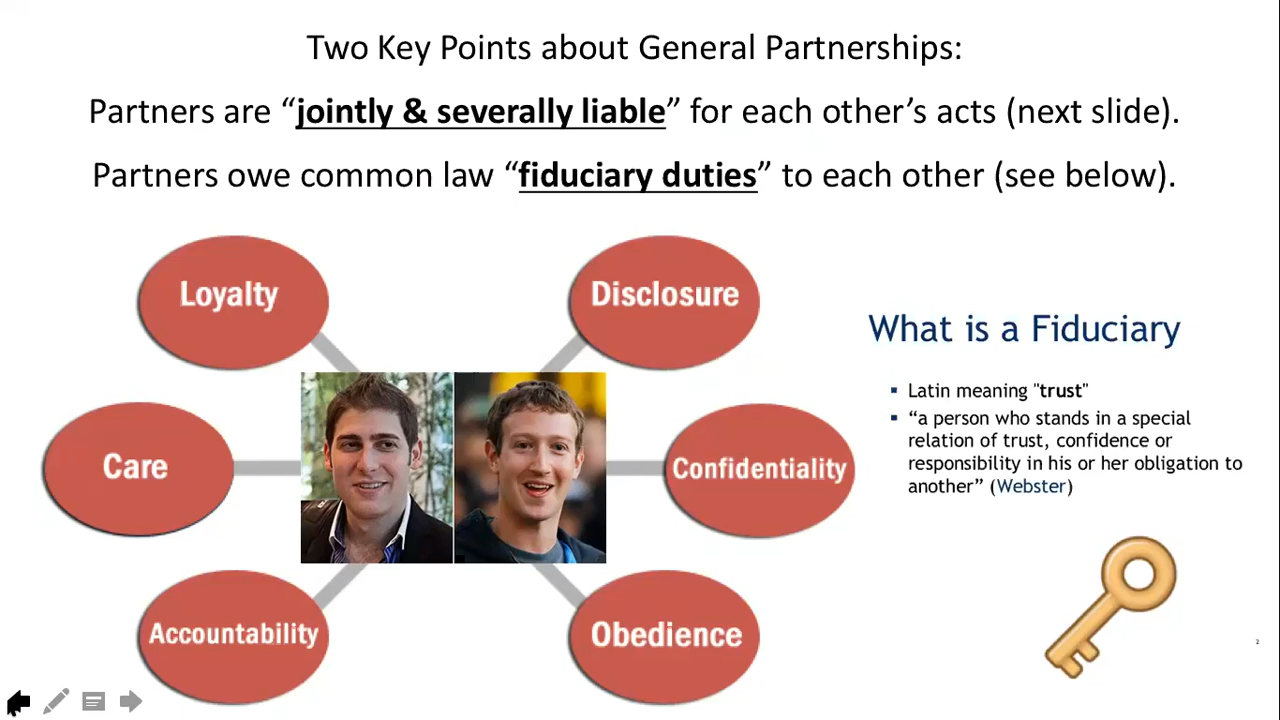 Two Key Points about General Partnerships:
Partners are “jointly & severally liable” for each other’s acts (next slide).
Partners owe common law “fiduciary duties” to each other (see below).
Loyalty
Disclosure
Care
Confidentiality
Accountability
Obedience
What is a Fiduciary
Latin meaning "trust"
“a person who stands in a special
relation of trust, confidence or
responsibility in his or her obligation to
another” (Webster)
2